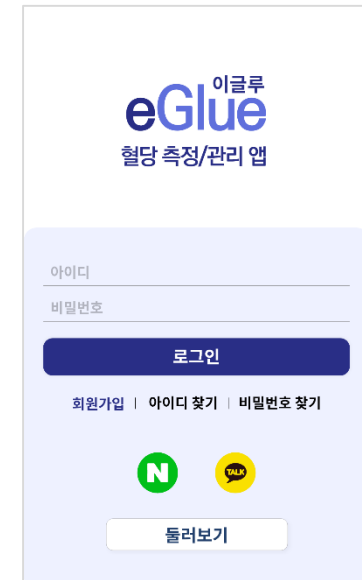 이글루
eGlue
혈당 측정/관리 앱
아이디
비밀번호
로그인
회원가입 | 아이디 찾기 | 비밀번호 찾기
N TALK
둘러보기